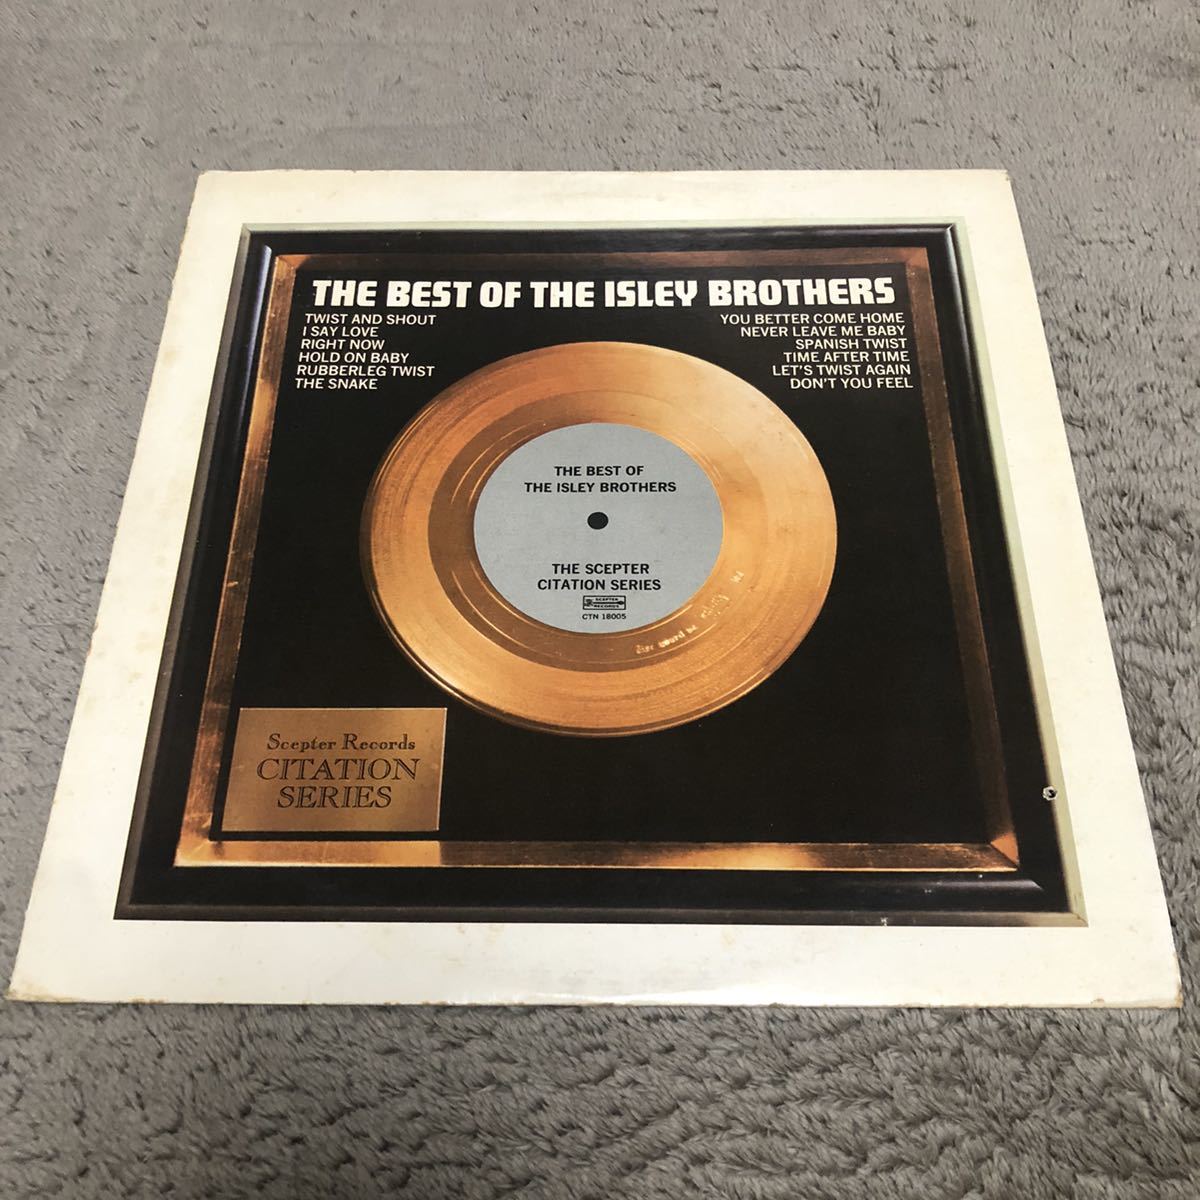 THE BEST OF THE ISLEY BROTHERS
TWIST AND SHOUT
I SAY LOVE
RIGHT NOW
HOLD ON BABY
RUBBERLEG TWIST
THE SNAKE
YOU BETTER COME HOME
NEVER LEAVE ME BABY
SPANISH TWIST
TIME AFTER TIME
LET'S TWIST AGAIN
DON'T YOU FEEL
THE BEST OF
THE ISLEY BROTHERS
THE SCEPTER
CITATION SERIES
SCEPTER
RECORDS
CTN 18005
Scepter Records
CITATION
SERIES